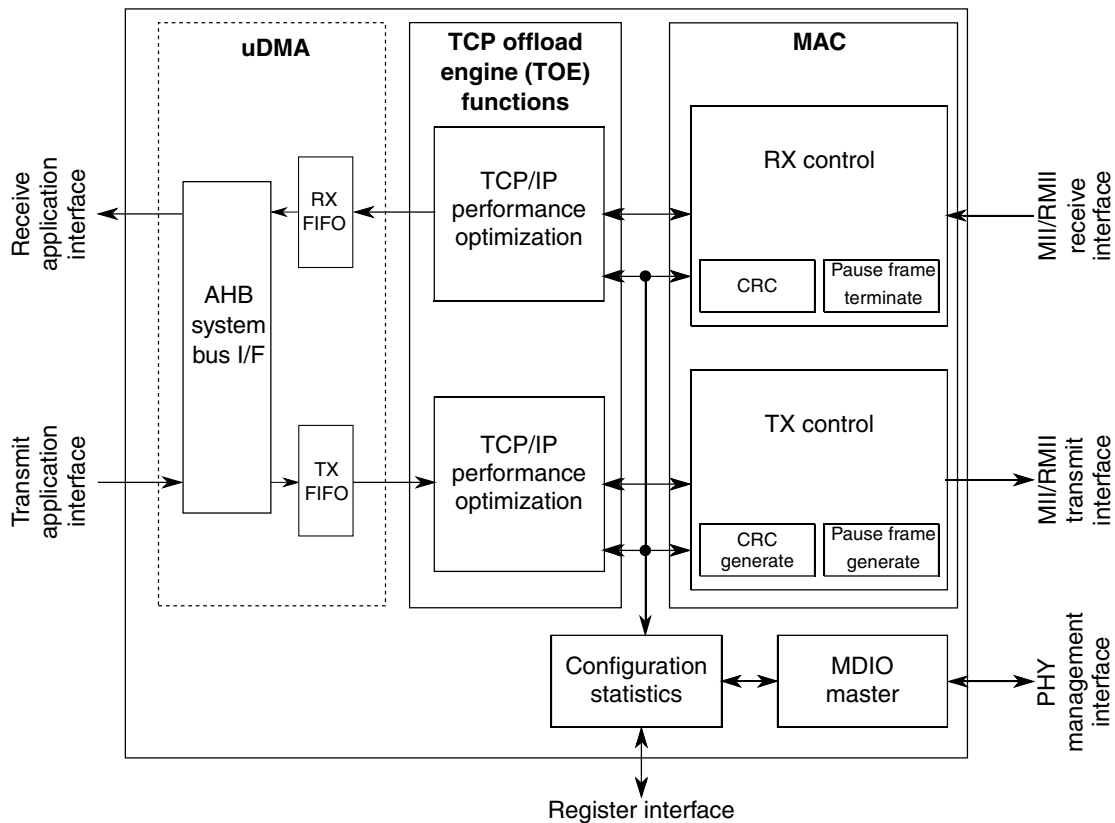 uDMA
TCP offload
engine (TOE)
functions
MAC
Receive
application
interface
AHB
system
bus I/F
RX
FIFO
TCP/IP
performance
optimization
RX control
CRC
Pause frame
terminate
MII/RMII
receive
interface
Transmit
application
interface
TX
FIFO
TCP/IP
performance
optimization
TX control
CRC
generate
Pause frame
generate
MII/RMII
transmit
interface
Configuration
statistics
MDIO
master
PHY
management
interface
Register interface